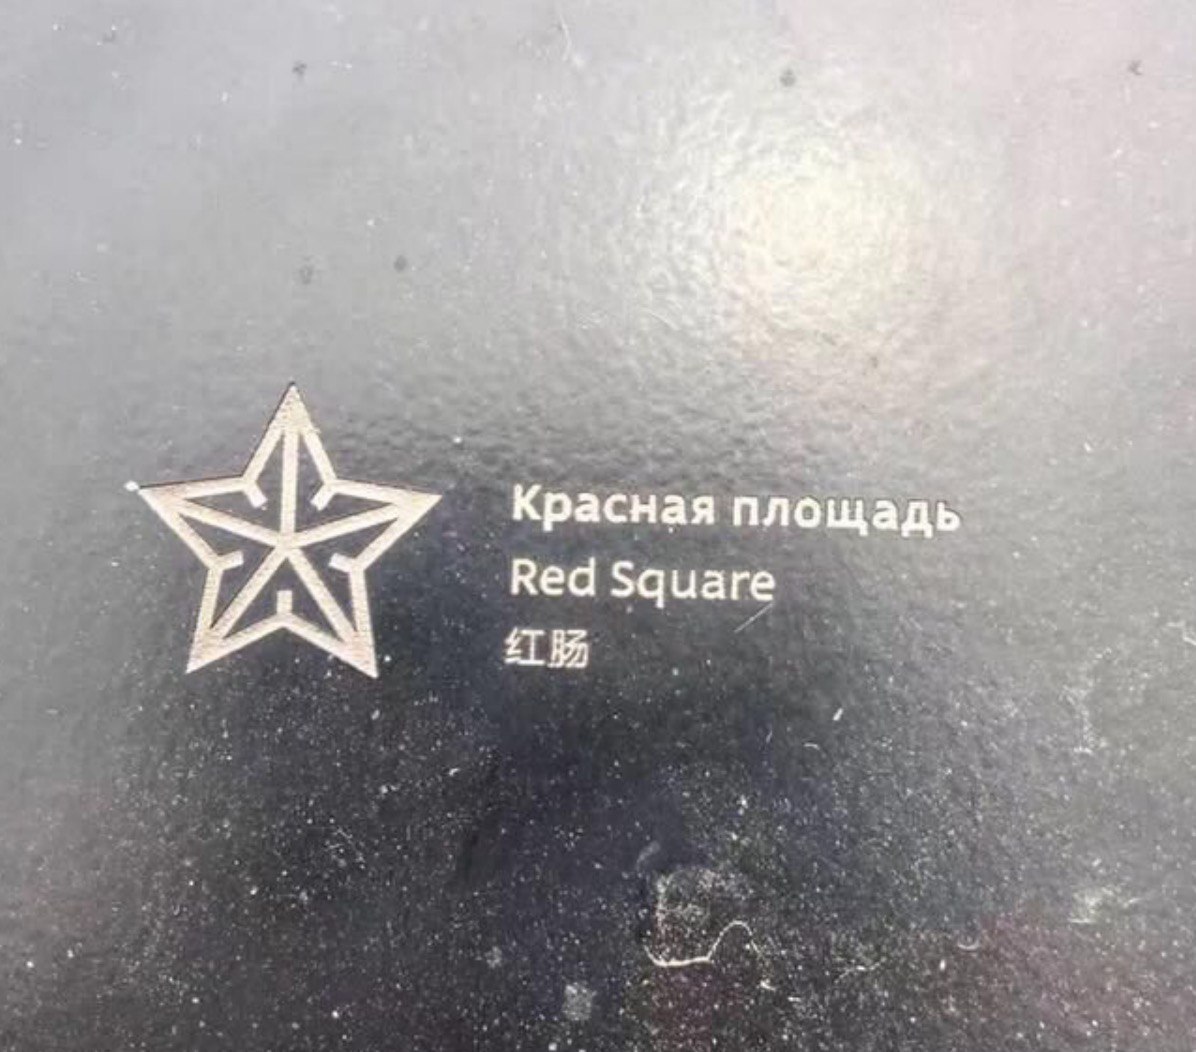 Красная площадь
Red Square
红肠